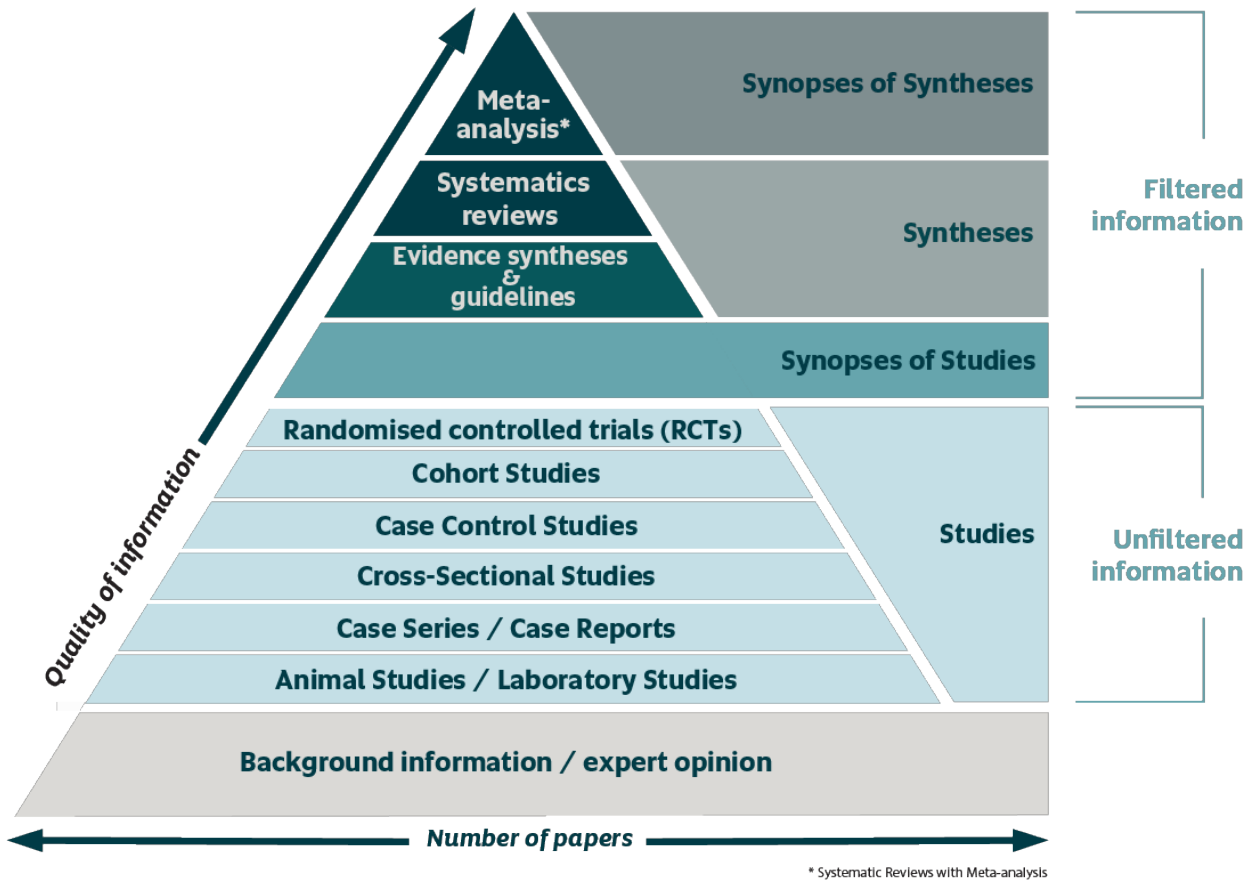 Meta-
analysis*
Synopses of Syntheses
Systematics
reviews
Syntheses
Filtered
information
Evidence syntheses
&
guidelines
Synopses of Studies
Randomised controlled trials (RCTs)
Cohort Studies
Case Control Studies
Cross-Sectional Studies
Case Series / Case Reports
Animal Studies / Laboratory Studies
Studies
Unfiltered
information
Quality of information
Background information / expert opinion
Number of papers
* Systematic Reviews with Meta-analysis